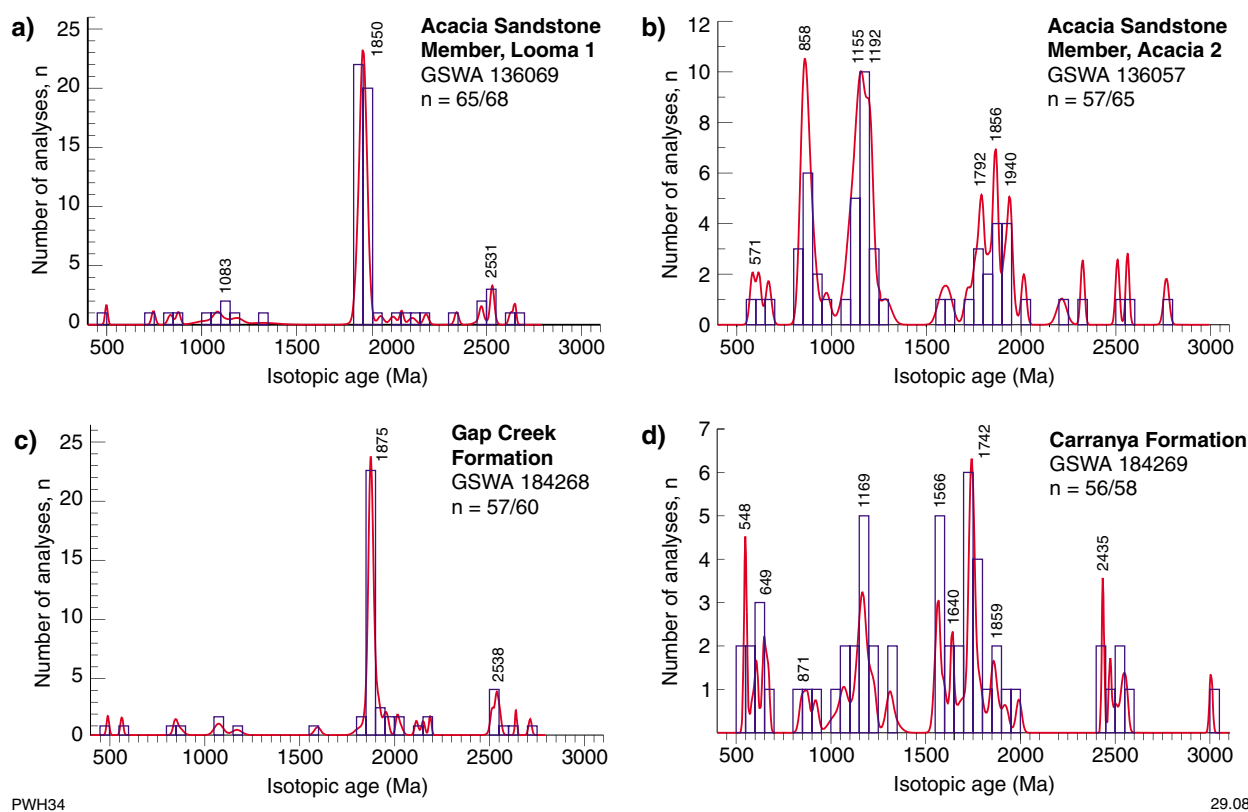 a)
Acacia Sandstone
Member, Looma 1
GSWA 136069
n = 65/68
Number of analyses, n
25
20
15
10
5
0
1083
1850
2531
500 1000 1500 2000 2500 3000
Isotopic age (Ma)
b)
Acacia Sandstone
Member, Acacia 2
GSWA 136057
n = 57/65
Number of analyses, n
12
10
8
6
4
2
0
571
858
1155
1192
1792
1856
1940
500 1000 1500 2000 2500 3000
Isotopic age (Ma)
c)
Gap Creek
Formation
GSWA 184268
n = 57/60
Number of analyses, n
25
20
15
10
5
0
1875
2538
500 1000 1500 2000 2500 3000
Isotopic age (Ma)
d)
Carranya Formation
GSWA 184269
n = 56/58
Number of analyses, n
7
6
5
4
3
2
1
548
649
871
1169
1566
1640
1742
1859
2435
500 1000 1500 2000 2500 3000
Isotopic age (Ma)
PWH34
29.08